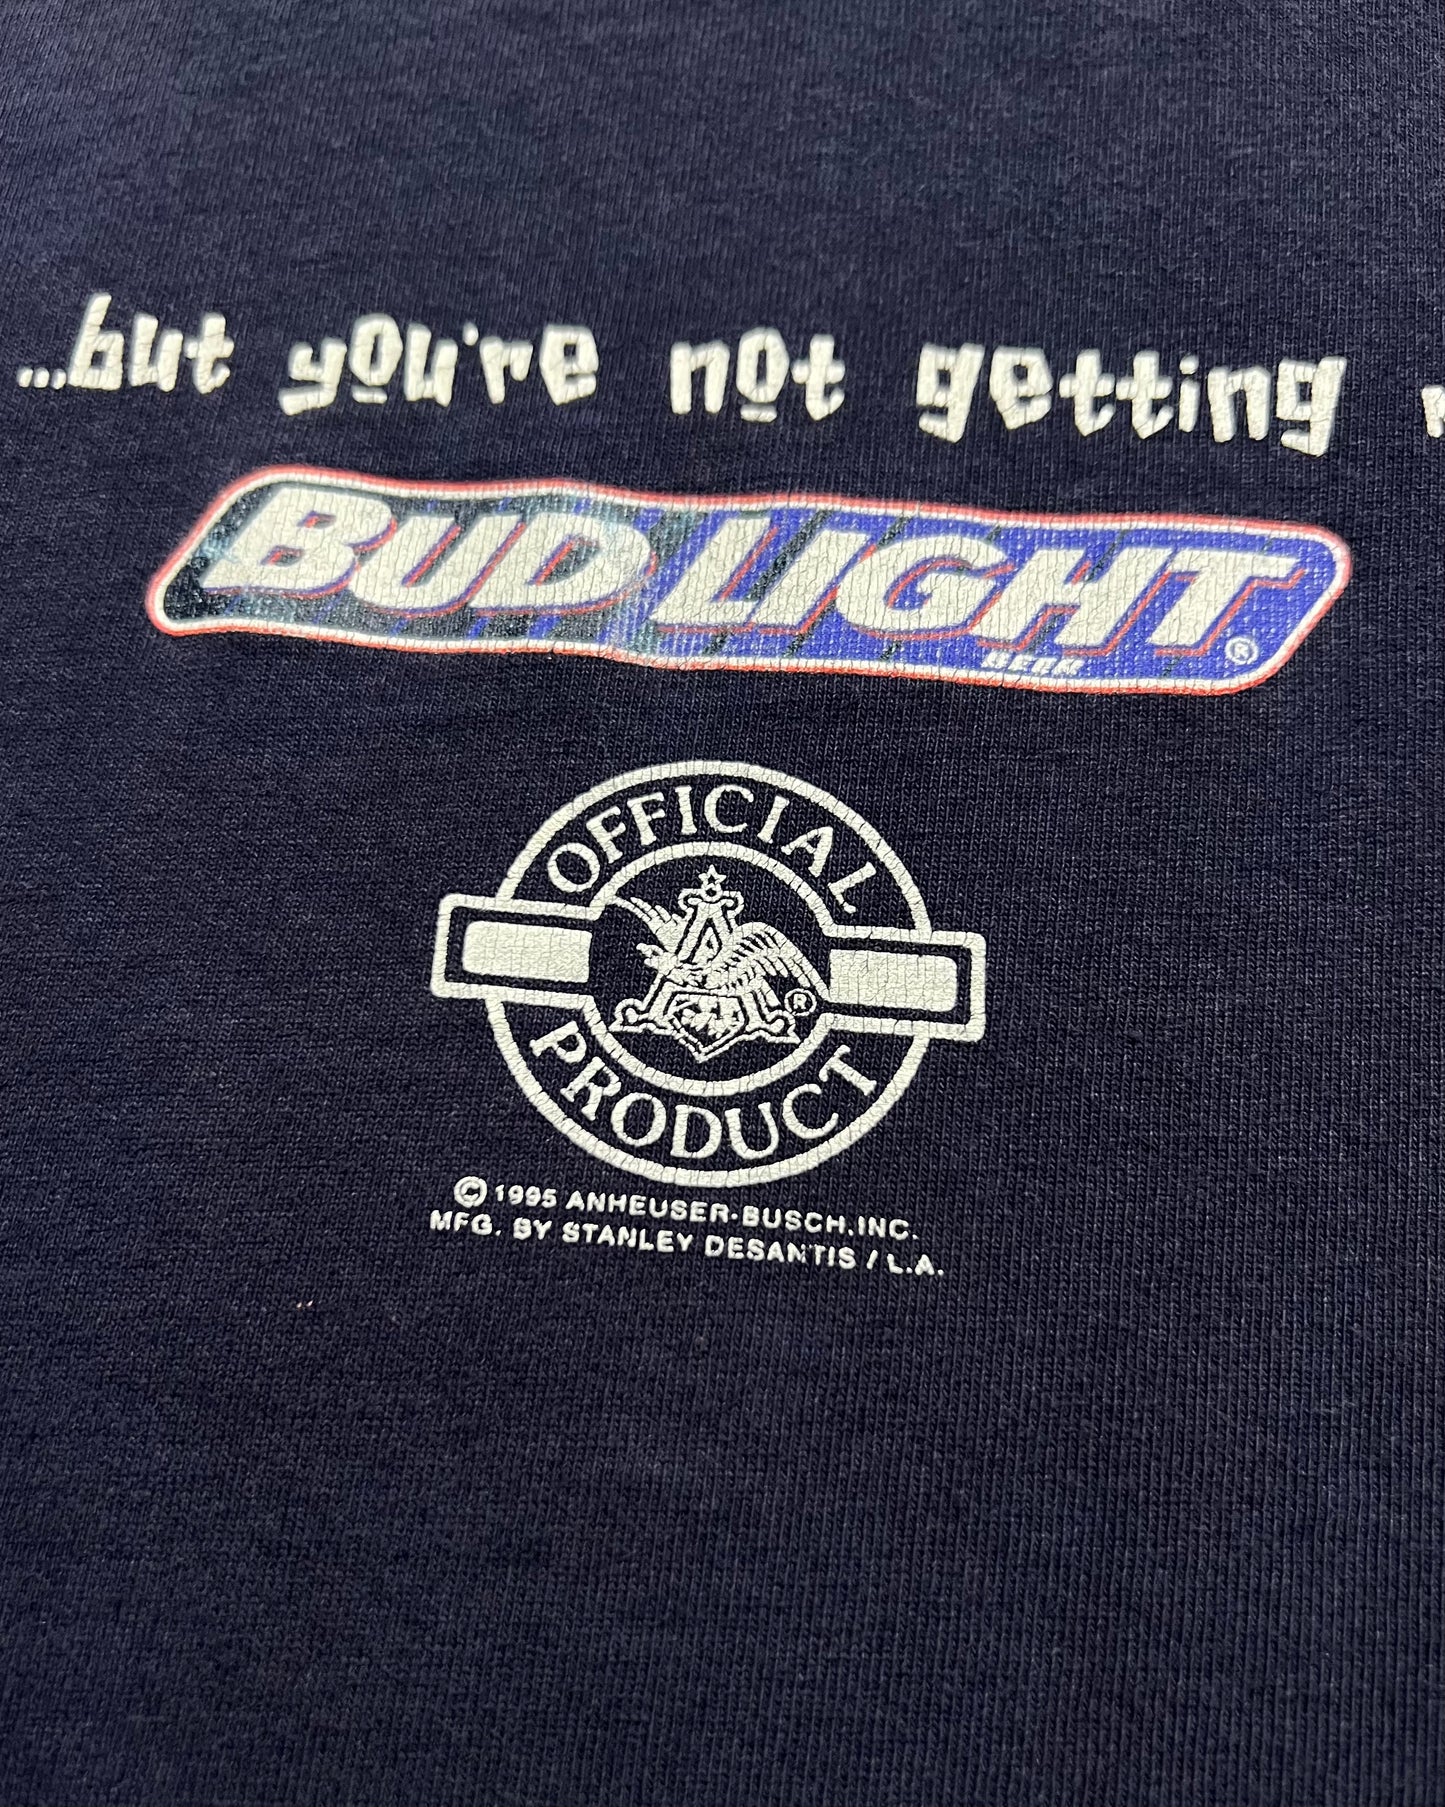 ...but you're not getting
BUD LIGHT
BEER ®
OFFICIAL
A ®
PRODUCT
© 1995 ANHEUSER-BUSCH, INC.
MFG. BY STANLEY DESANTIS / L.A.